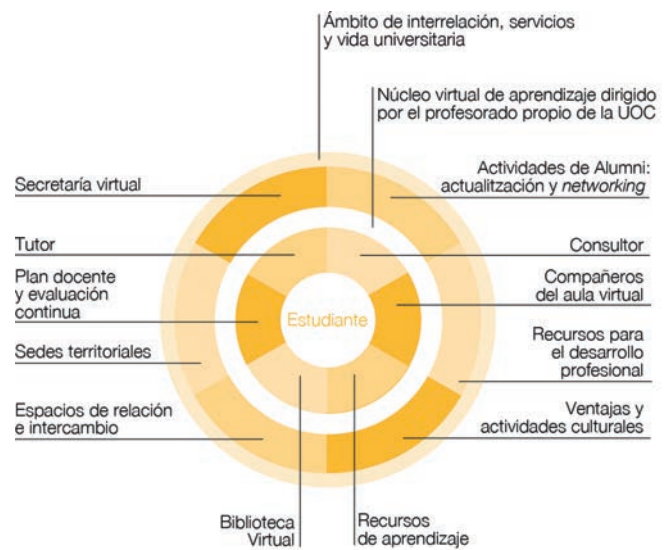 Ámbito de interrelación, servicios
y vida universitaria
Núcleo virtual de aprendizaje dirigido
por el profesorado propio de la UOC
Secretaría virtual
Actividades de Alumni:
actualitzación y networking
Tutor
Consultor
Plan docente
y evaluación
continua
Compañeros
del aula virtual
Estudiante
Sedes territoriales
Recursos para
el desarrollo
profesional
Espacios de relación
e intercambio
Ventajas y
actividades culturales
Biblioteca
Virtual
Recursos
de aprendizaje